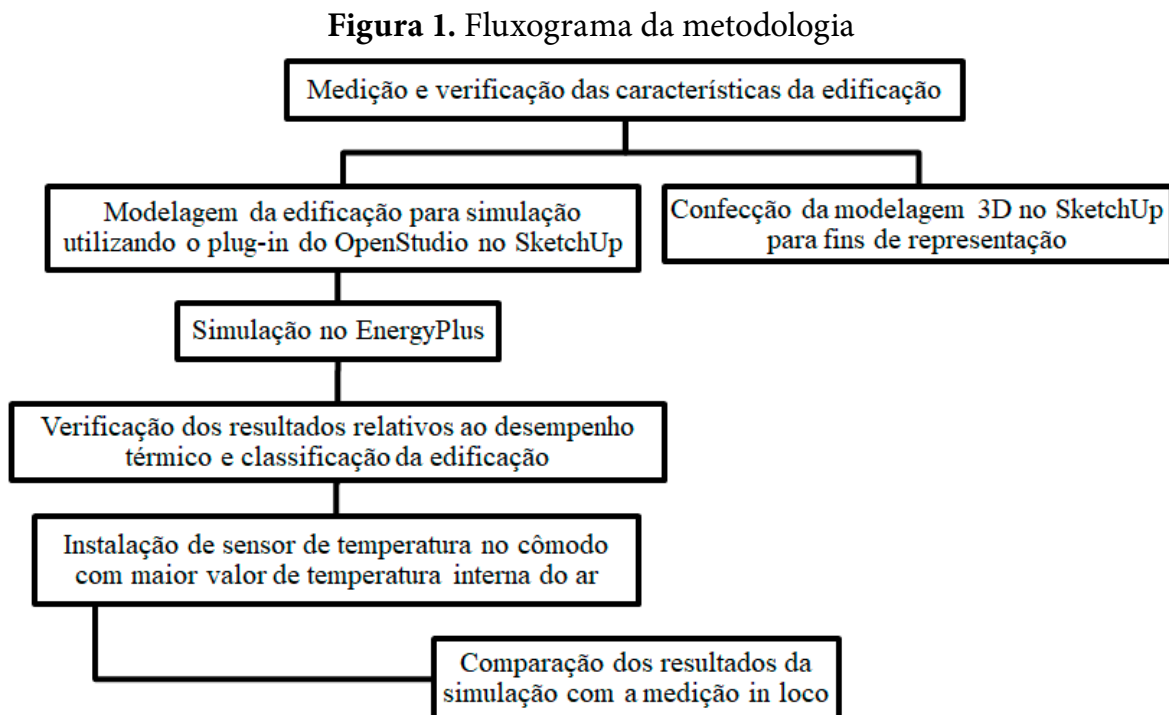 Figura 1. Fluxograma da metodologia
Medição e verificação das características da edificação
Modelagem da edificação para simulação
utilizando o plug-in do OpenStudio no SketchUp
Confecção da modelagem 3D no SketchUp
para fins de representação
Simulação no EnergyPlus
Verificação dos resultados relativos ao desempenho
térmico e classificação da edificação
Instalação de sensor de temperatura no cômodo
com maior valor de temperatura interna do ar
Comparação dos resultados da
simulação com a medição in loco